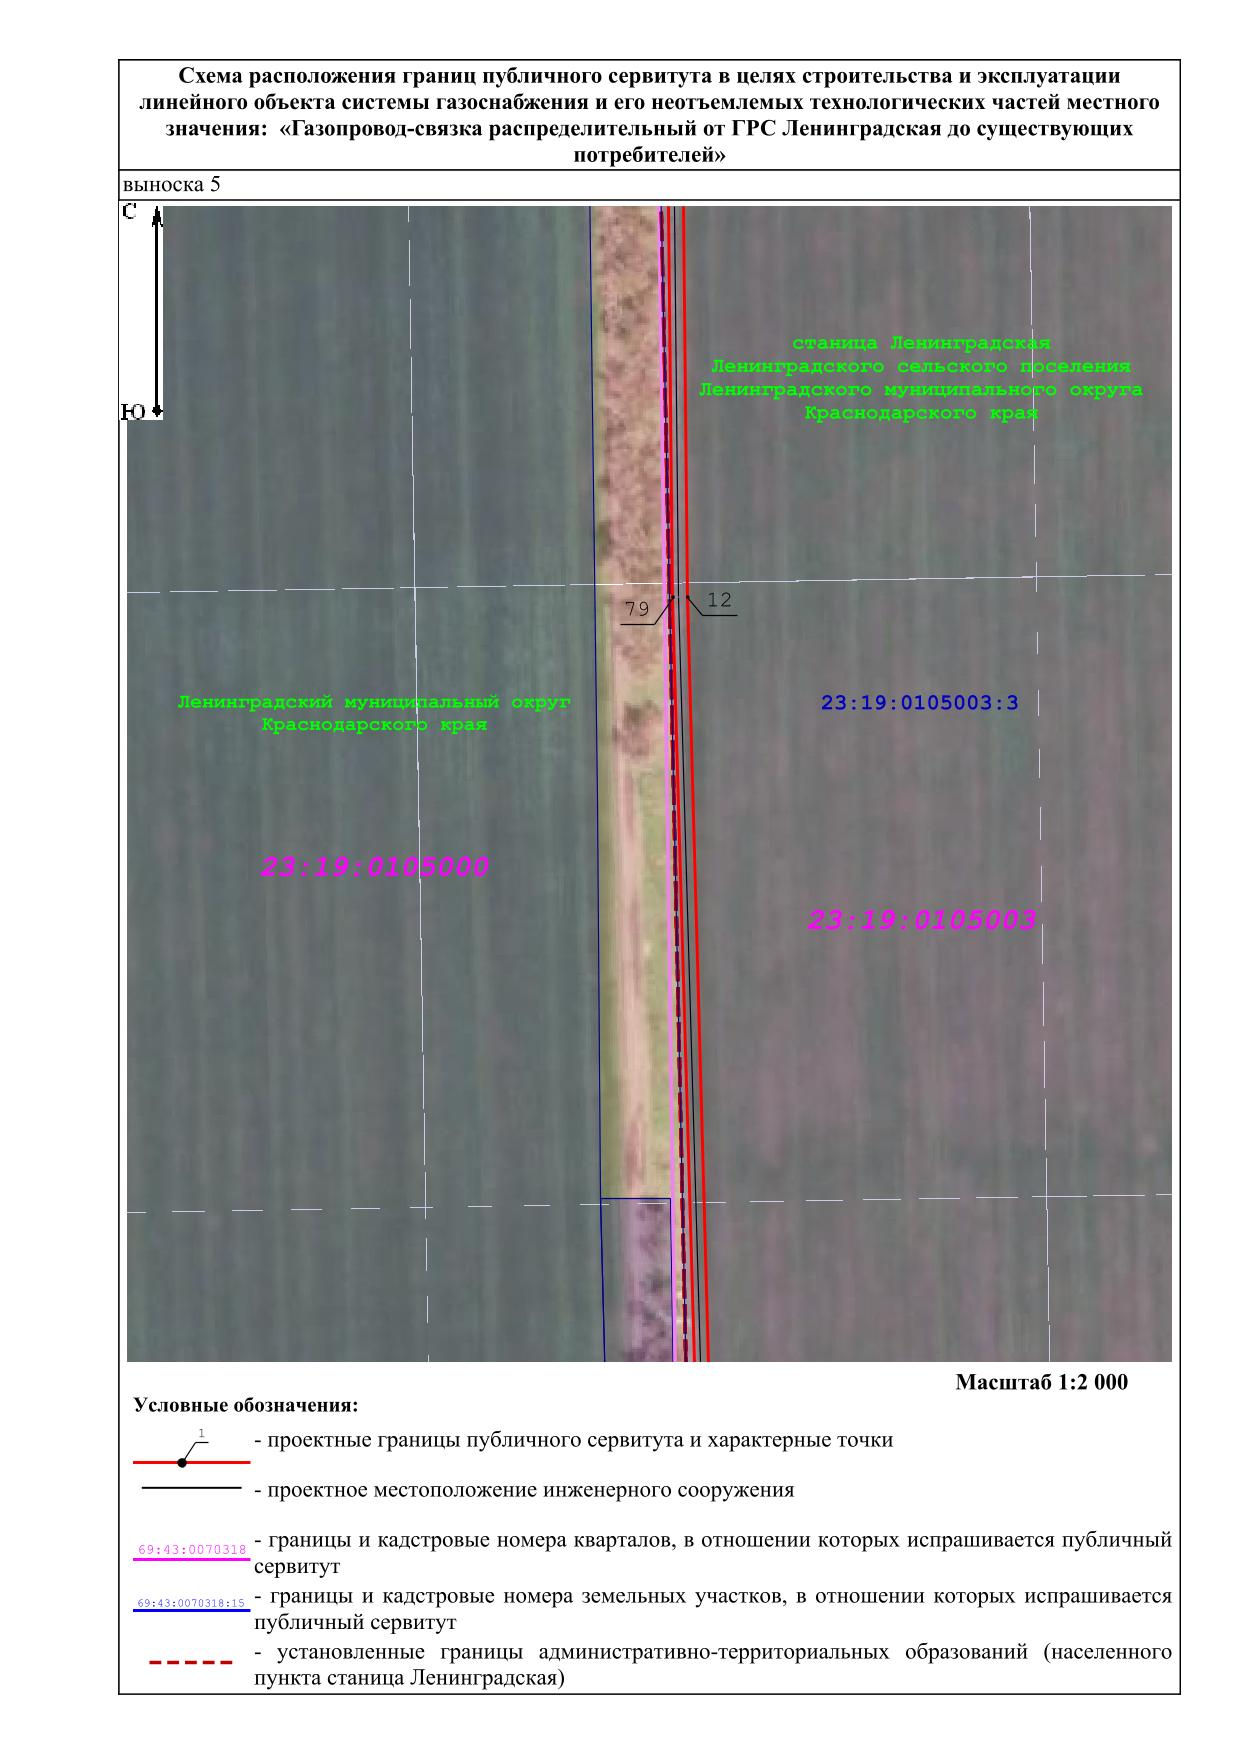 Схема расположения границ публичного сервитута в целях строительства и эксплуатации
линейного объекта системы газоснабжения и его неотъемлемых технологических частей местного
значения: «Газопровод-связка распределительный от ГРС Ленинградская до существующих
потребителей»
выноска 5
С
Ю
станица Ленинградская
Ленинградского сельского поселения
Ленинградского муниципального округа
Краснодарского края
79
12
Ленинградский муниципальный округ
Краснодарского края
23:19:0105003:3
23:19:0105000
23:19:0105003
Масштаб 1:2 000
Условные обозначения:
1
- проектные границы публичного сервитута и характерные точки
- проектное местоположение инженерного сооружения
69:43:0070318
- границы и кадстровые номера кварталов, в отношении которых испрашивается публичный
сервитут
69:43:0070318:15
- границы и кадстровые номера земельных участков, в отношении которых испрашивается
публичный сервитут
- установленные границы административно-территориальных образований (населенного
пункта станица Ленинградская)